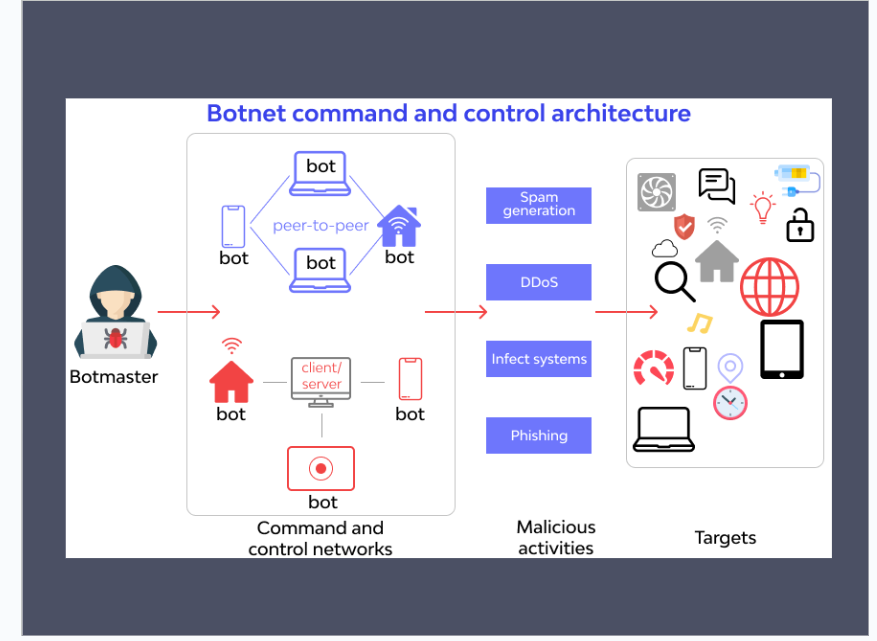 Botnet command and control architecture
bot
peer-to-peer
bot
bot
bot
Botmaster
client/
server
bot
bot
bot
Command and
control networks
Spam
generation
DDoS
Infect systems
Phishing
Malicious
activities
Targets